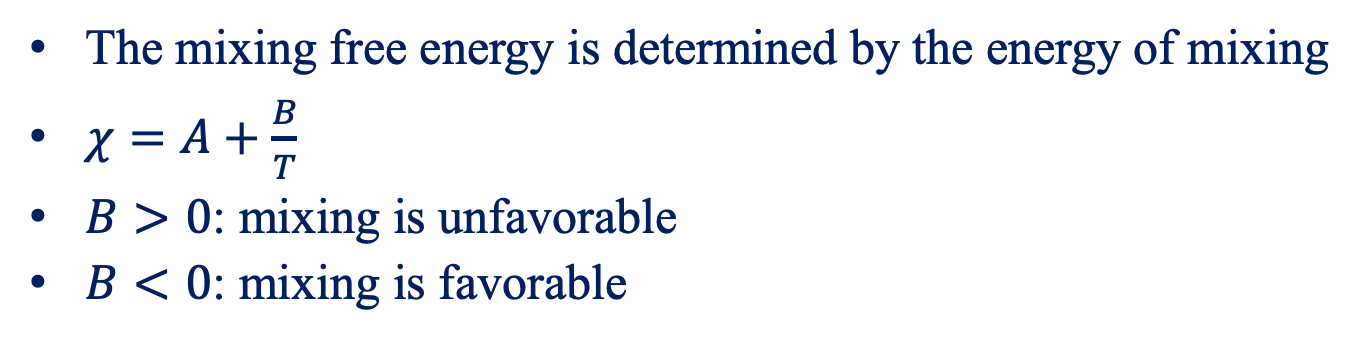 • The mixing free energy is determined by the energy of mixing
• χ = A + B/T
• B > 0: mixing is unfavorable
• B < 0: mixing is favorable